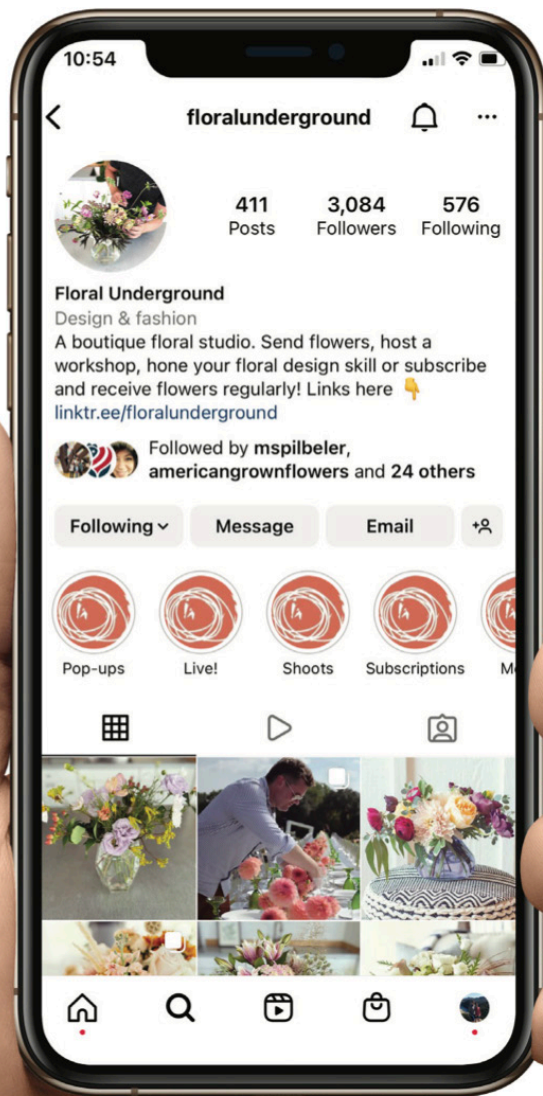 10:54
floralunderground
411 3,084 576
Posts Followers Following
Floral Underground
Design & fashion
A boutique floral studio. Send flowers, host a
workshop, hone your floral design skill or subscribe
and receive flowers regularly! Links here 👇
linktr.ee/floralunderground
Followed by mspilbeler,
americangrownflowers and 24 others
Following Message Email
Pop-ups Live! Shoots Subscriptions